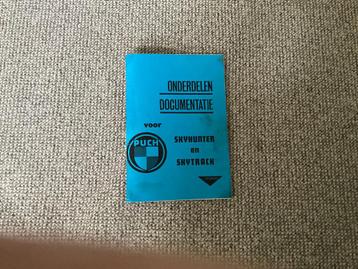 ONDERDELEN
DOCUMENTATIE
voor
PUCH
SKYHUNTER
en
SKYTRACK